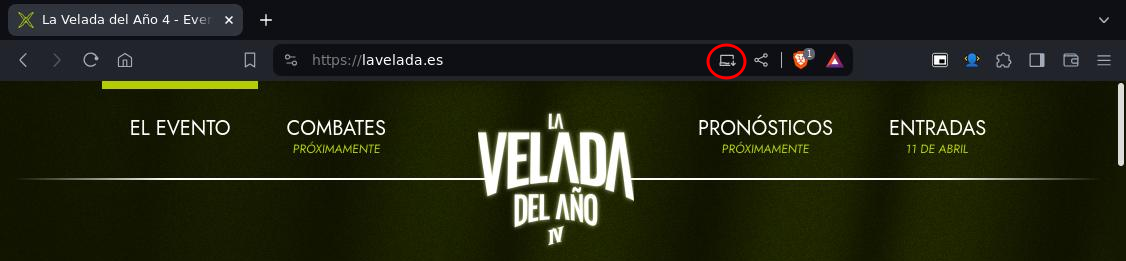 La Velada del Año 4 - Even
https://lavelada.es
1
EL EVENTO
COMBATES
PRÓXIMAMENTE
LA
VELADA
DEL AÑO
IV
PRONÓSTICOS
PRÓXIMAMENTE
ENTRADAS
11 DE ABRIL